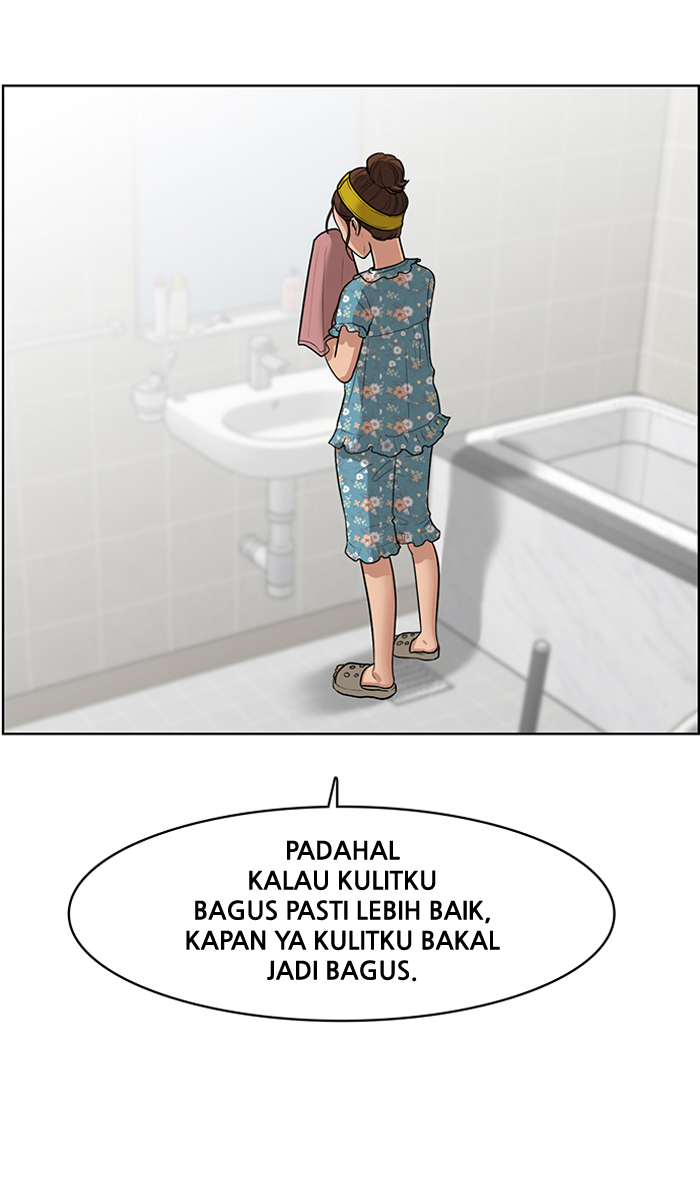 PADAHAL
KALAU KULITKU
BAGUS PASTI LEBIH BAIK,
KAPAN YA KULITKU BAKAL
JADI BAGUS.